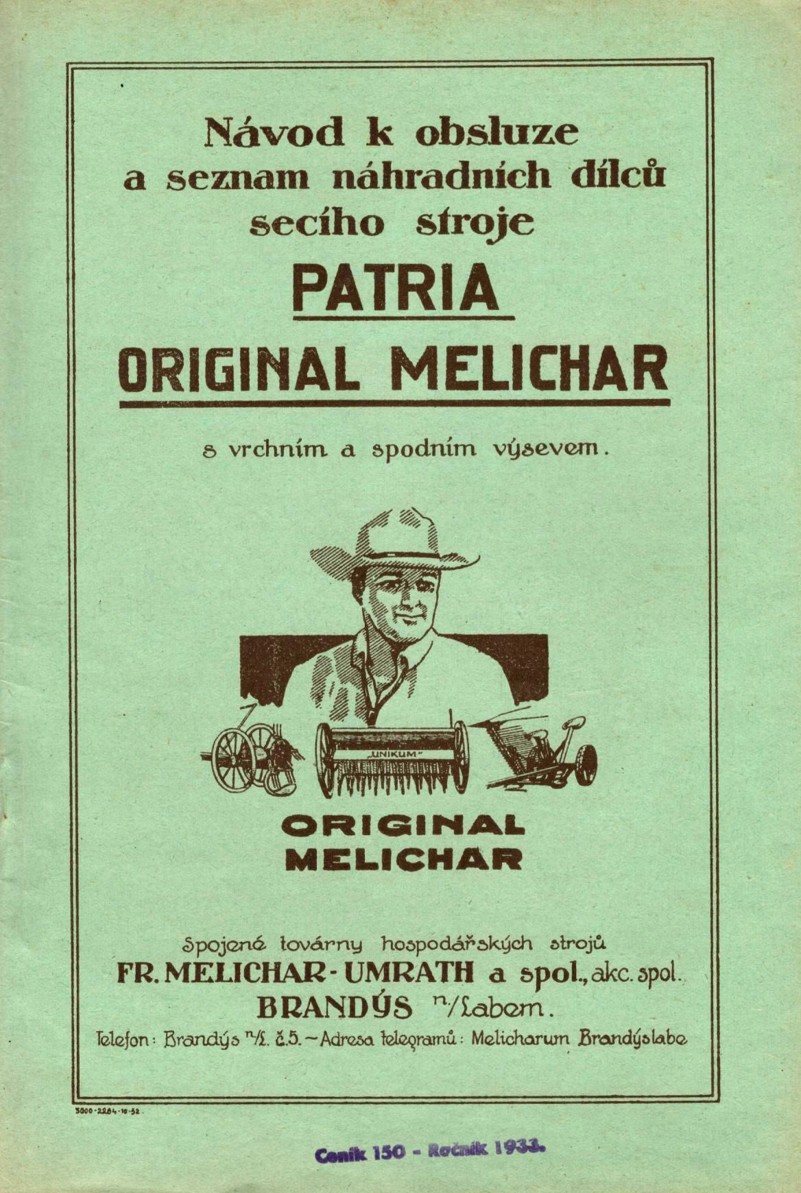 Návod k obsluze
a seznam náhradních dílců
secího stroje
PATRIA
ORIGINAL MELICHAR
s vrchním a spodním výsevem.
„UNIKUM“
ORIGINAL
MELICHAR
Spojené továrny hospodářských strojů
FR. MELICHAR-UMRATH a spol., akc. spol.
BRANDÝS n/Labem.
Telefon: Brandýs n/L. č.5. — Adresa telegramů: Melicharum Brandýslabe
Ceník 150 - Ročník 1933.